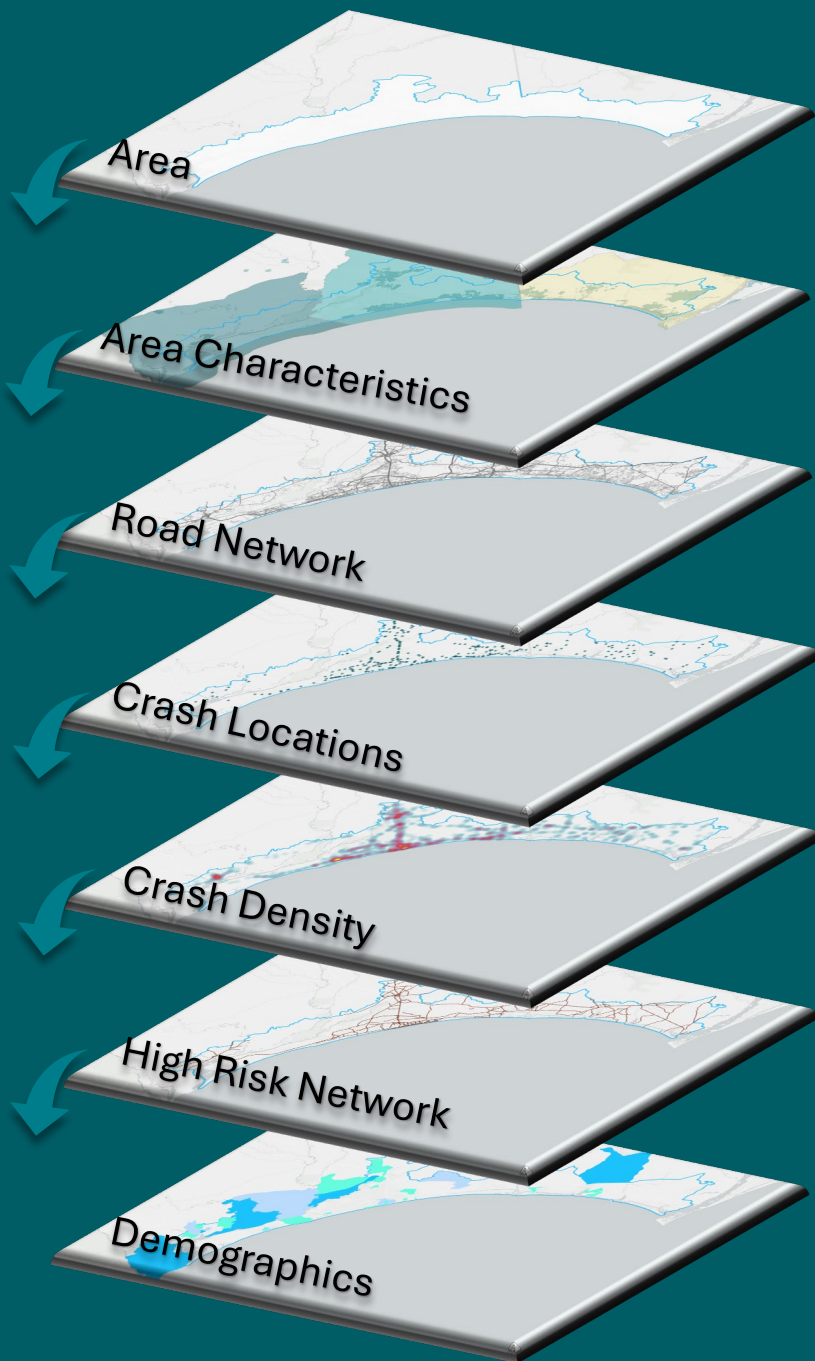 Area
Area Characteristics
Road Network
Crash Locations
Crash Density
High Risk Network
Demographics